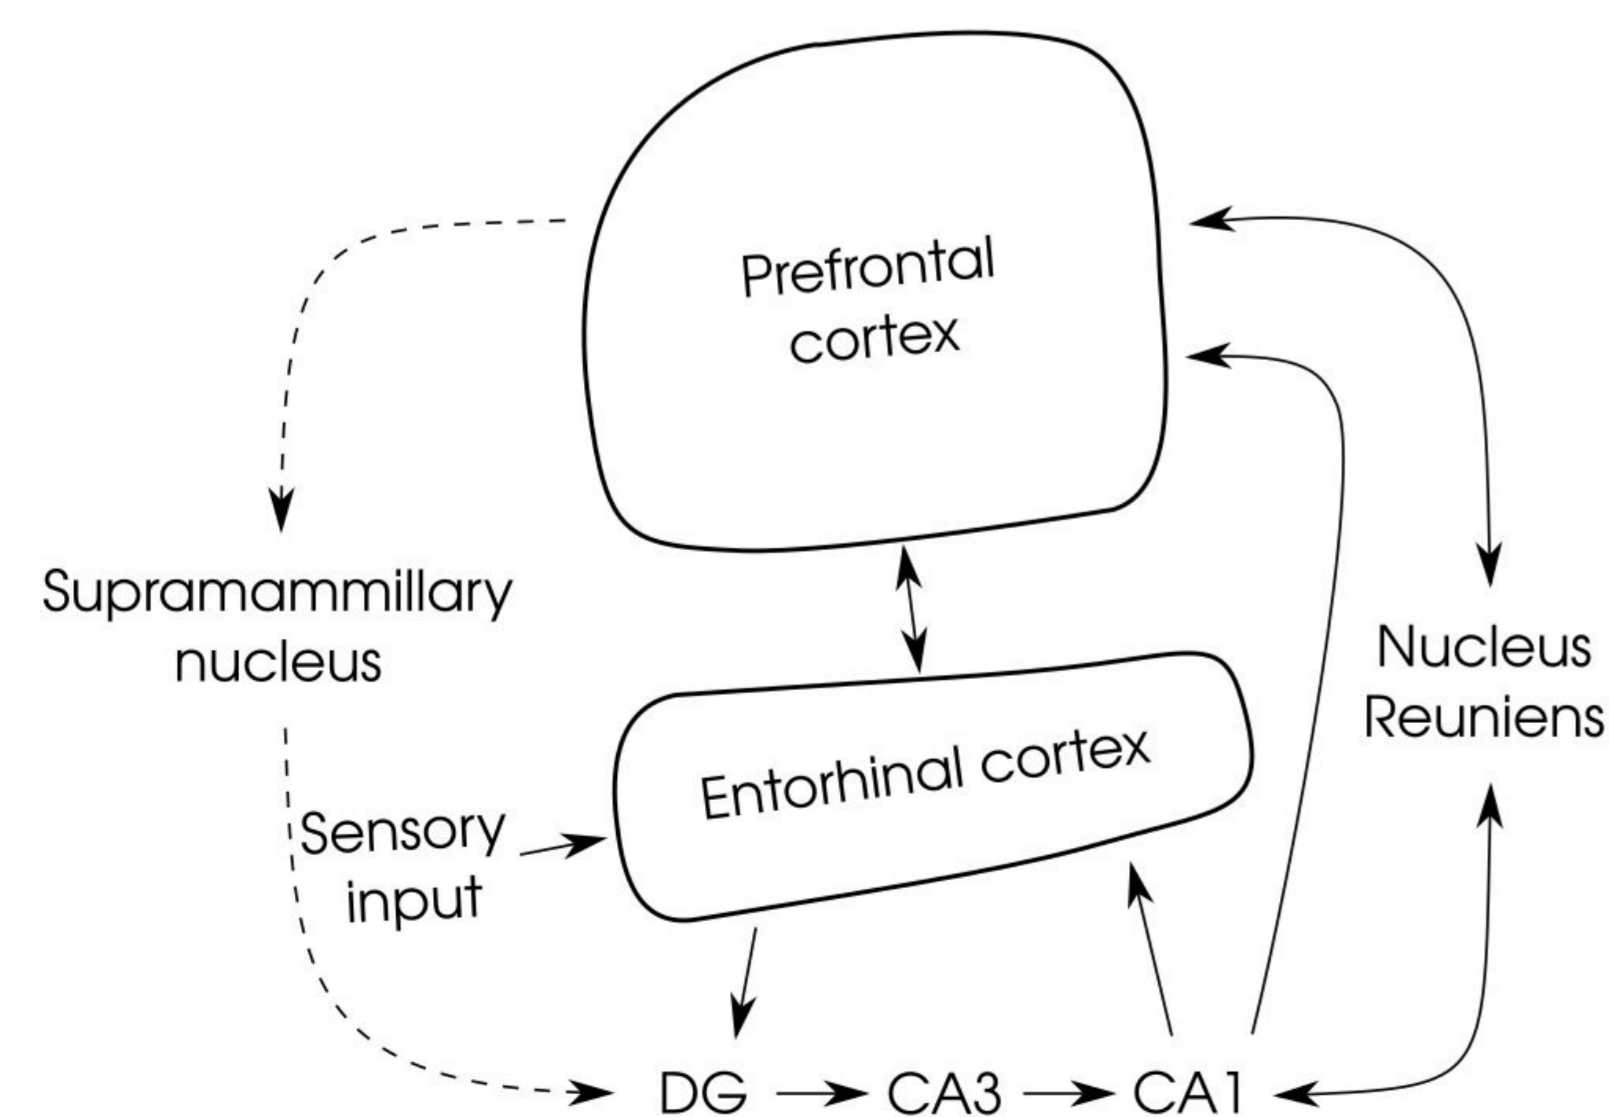 Prefrontal
cortex
Supramammillary
nucleus
Nucleus
Reuniens
Entorhinal cortex
Sensory
input
DG
CA3
CA1